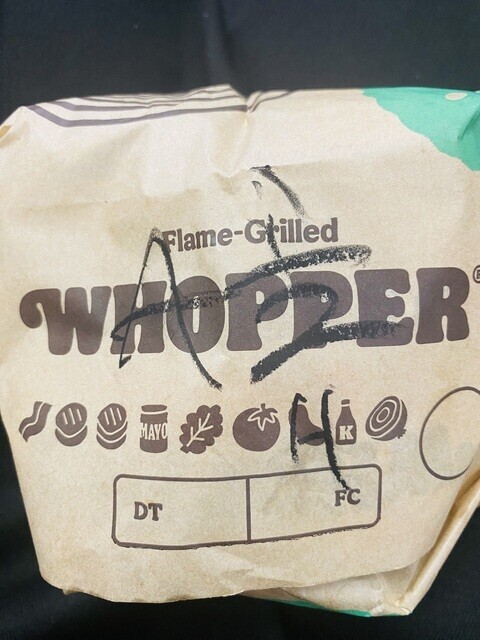 Flame-Grilled
WHOPPER®
MAYO K
DT FC